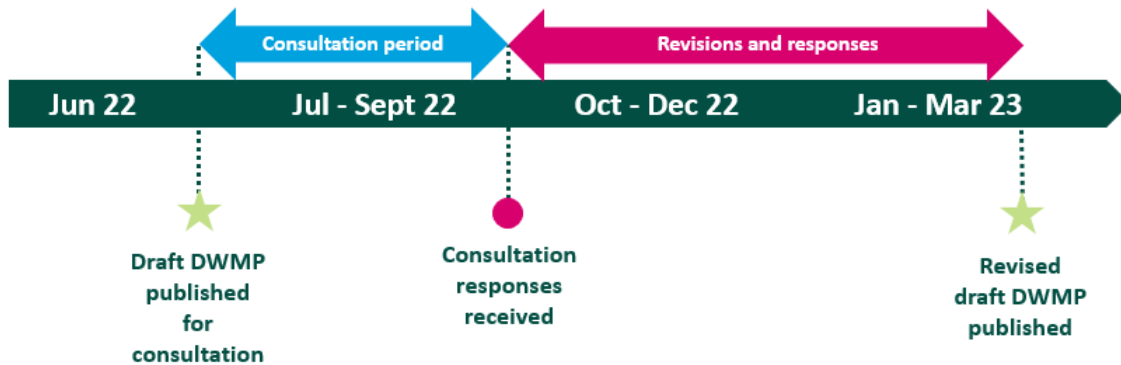 Consultation period
Revisions and responses
Jun 22
Jul - Sept 22
Oct - Dec 22
Jan - Mar 23
Draft DWMP
published
for
consultation
Consultation
responses
received
Revised
draft DWMP
published